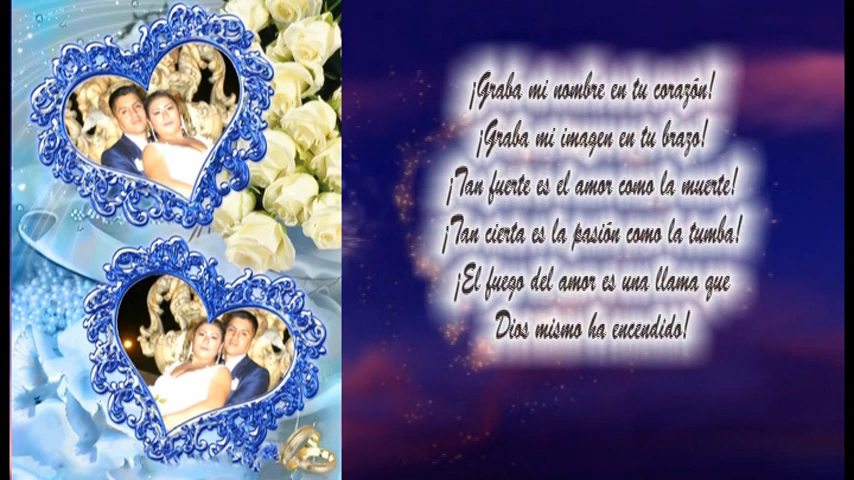 ¡Graba mi nombre en tu corazón!
¡Graba mi imagen en tu brazo!
¡Tan fuerte es el amor como la muerte!
¡Tan cierta es la pasión como la tumba!
¡El fuego del amor es una llama que
Dios mismo ha encendido!